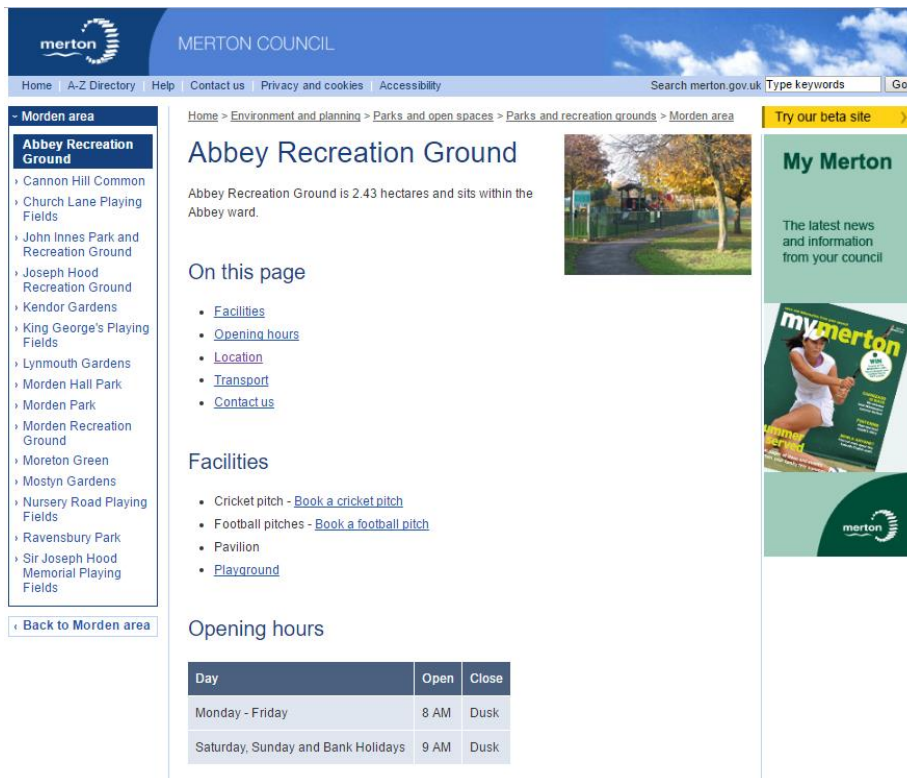 merton
MERTON COUNCIL
Home | A-Z Directory | Help | Contact us | Privacy and cookies | Accessibility
Search merton.gov.uk Type keywords Go
Morden area
Abbey Recreation
Ground
Cannon Hill Common
Church Lane Playing
Fields
John Innes Park and
Recreation Ground
Joseph Hood
Recreation Ground
Kendor Gardens
King George's Playing
Fields
Lynmouth Gardens
Morden Hall Park
Morden Park
Morden Recreation
Ground
Moreton Green
Mostyn Gardens
Nursery Road Playing
Fields
Ravensbury Park
Sir Joseph Hood
Memorial Playing
Fields
Back to Morden area
Home > Environment and planning > Parks and open spaces > Parks and recreation grounds > Morden area
Abbey Recreation Ground
Abbey Recreation Ground is 2.43 hectares and sits within the
Abbey ward.
On this page
Facilities
Opening hours
Location
Transport
Contact us
Facilities
Cricket pitch - Book a cricket pitch
Football pitches - Book a football pitch
Pavilion
Playground
Opening hours
Day Open Close
Monday - Friday 8 AM Dusk
Saturday, Sunday and Bank Holidays 9 AM Dusk
Try our beta site
My Merton
The latest news
and information
from your council
mymerton
WIN
merton